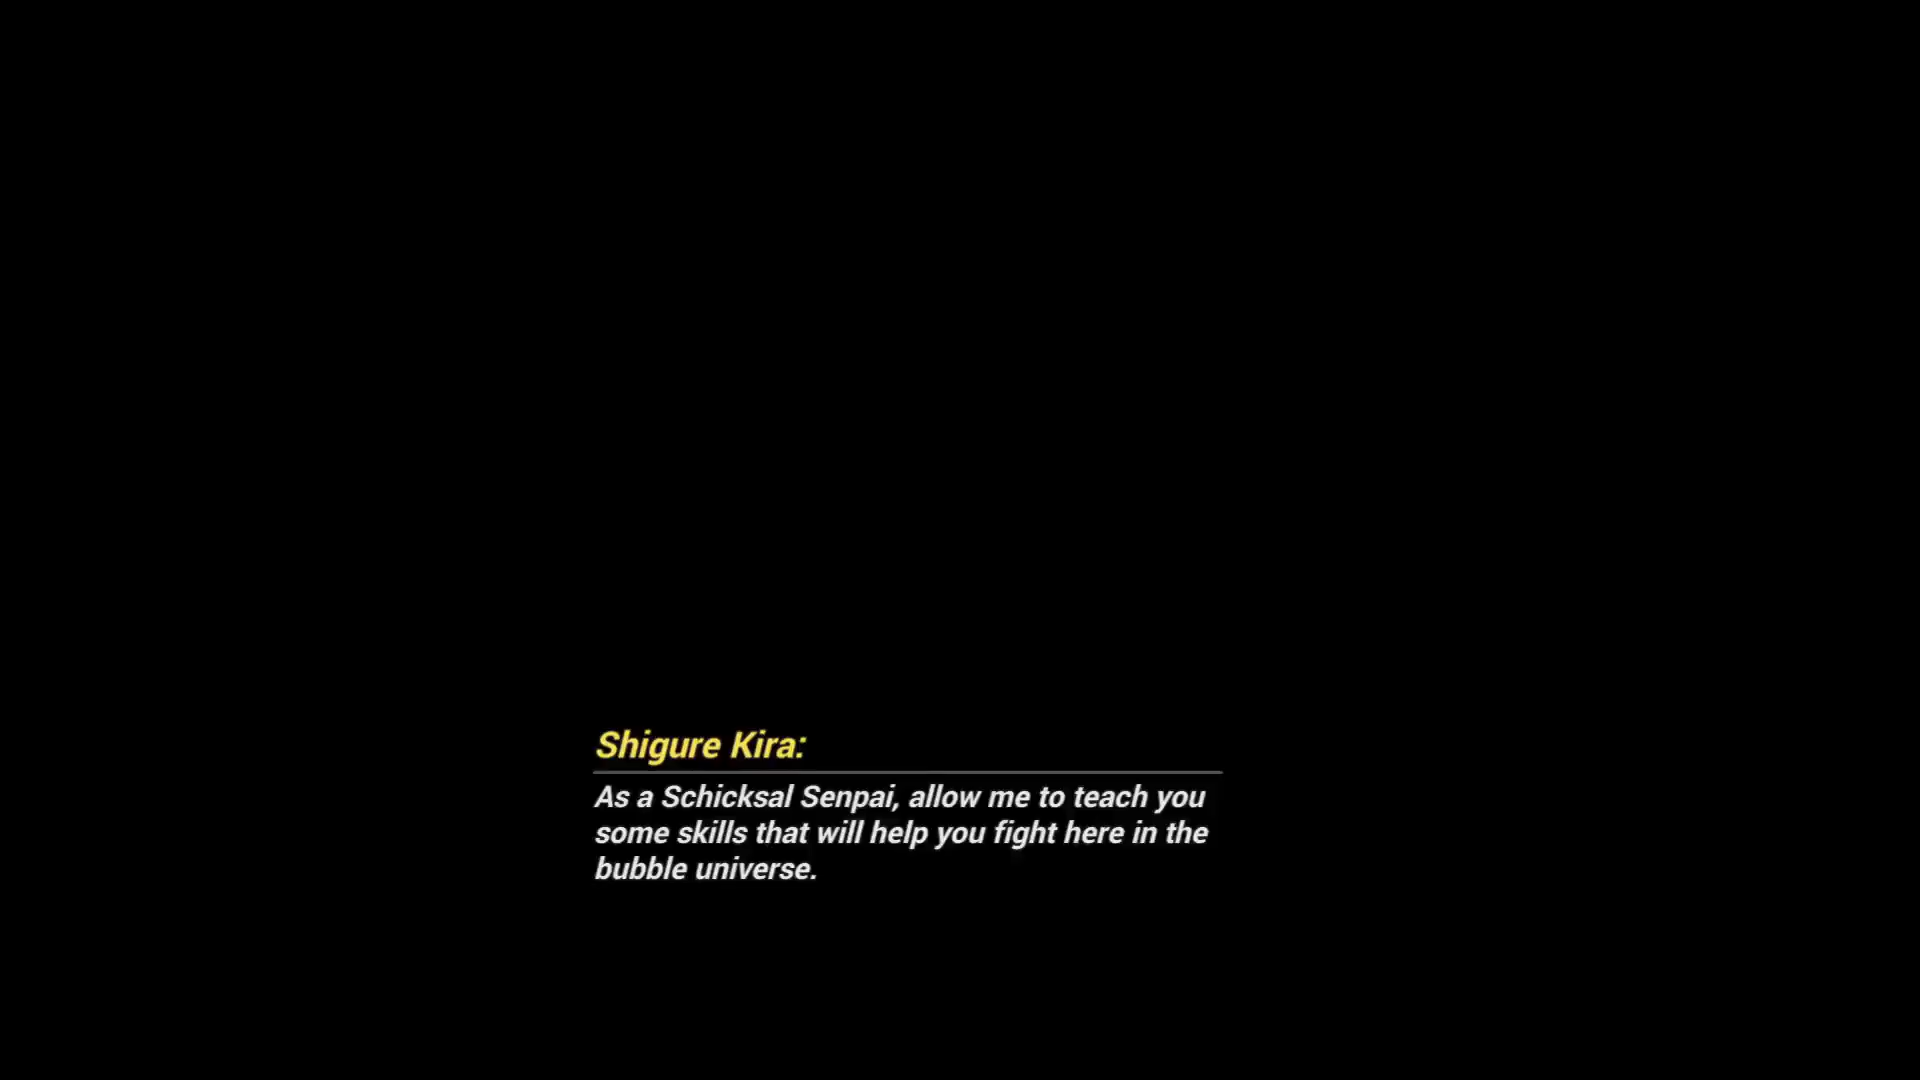 Shigure Kira:
As a Schicksal Senpai, allow me to teach you
some skills that will help you fight here in the
bubble universe.